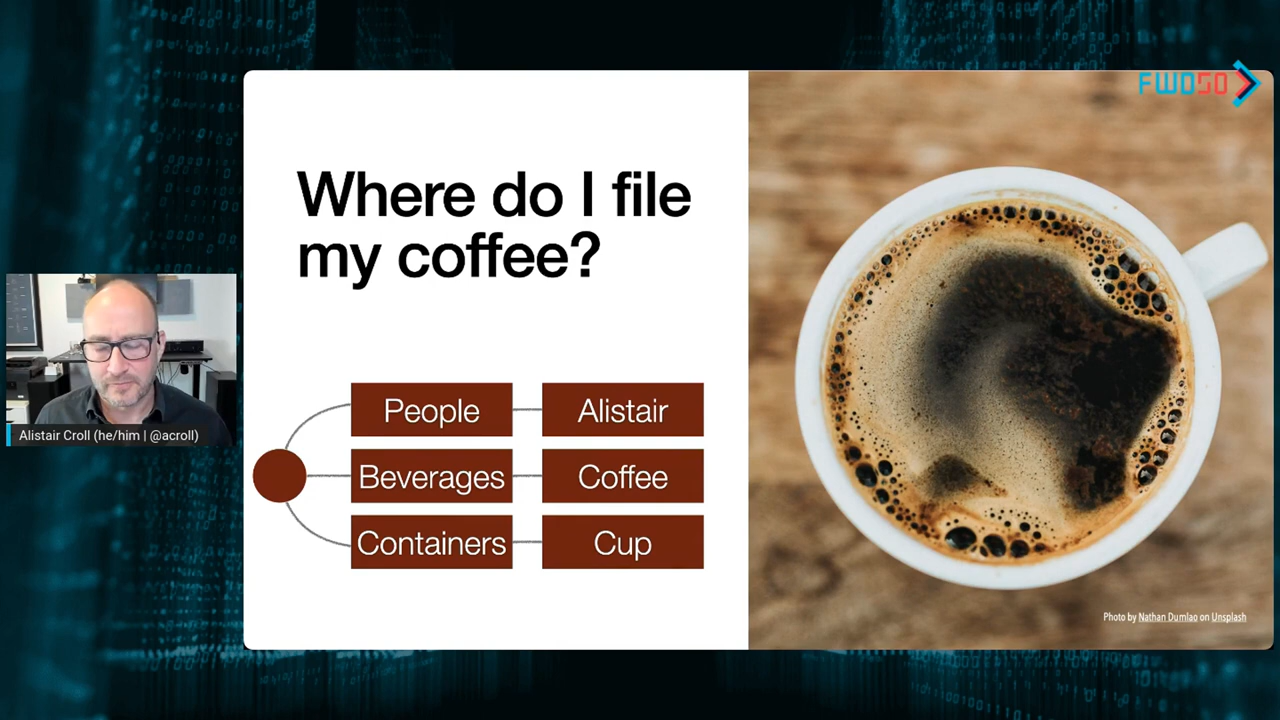 FWD50
Where do I file
my coffee?
People
Alistair
Beverages
Coffee
Containers
Cup
Alistair Croll (he/him | @acroll)
Photo by Nathan Dumlao on Unsplash